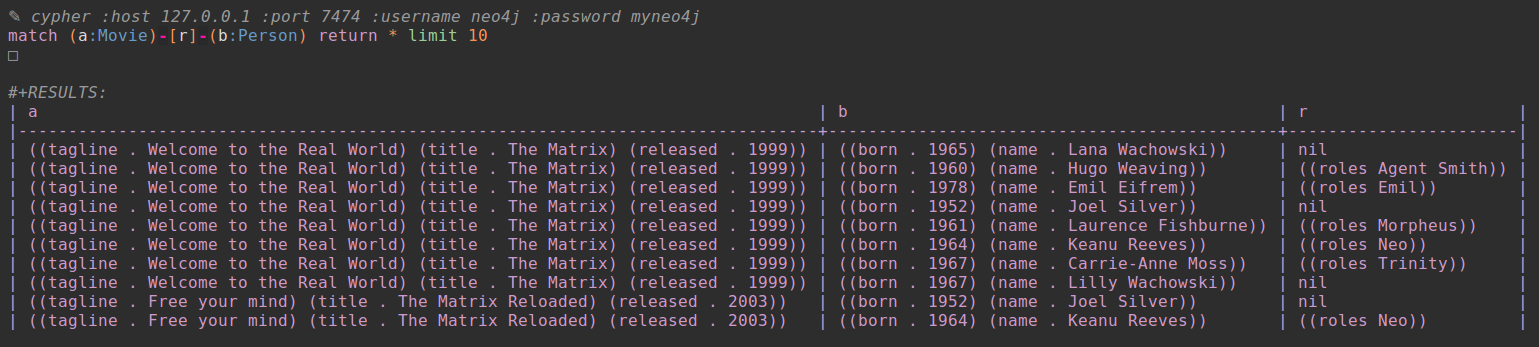 ✎ cypher :host 127.0.0.1 :port 7474 :username neo4j :password myneo4j
match (a:Movie)-[r]-(b:Person) return * limit 10
□
#+RESULTS:
| a                                                                              | b                                           | r                     |
|--------------------------------------------------------------------------------+---------------------------------------------+-----------------------|
| ((tagline . Welcome to the Real World) (title . The Matrix) (released . 1999)) | ((born . 1965) (name . Lana Wachowski))     | nil                   |
| ((tagline . Welcome to the Real World) (title . The Matrix) (released . 1999)) | ((born . 1960) (name . Hugo Weaving))       | ((roles Agent Smith)) |
| ((tagline . Welcome to the Real World) (title . The Matrix) (released . 1999)) | ((born . 1978) (name . Emil Eifrem))        | ((roles Emil))        |
| ((tagline . Welcome to the Real World) (title . The Matrix) (released . 1999)) | ((born . 1952) (name . Joel Silver))        | nil                   |
| ((tagline . Welcome to the Real World) (title . The Matrix) (released . 1999)) | ((born . 1961) (name . Laurence Fishburne)) | ((roles Morpheus))    |
| ((tagline . Welcome to the Real World) (title . The Matrix) (released . 1999)) | ((born . 1964) (name . Keanu Reeves))       | ((roles Neo))         |
| ((tagline . Welcome to the Real World) (title . The Matrix) (released . 1999)) | ((born . 1967) (name . Carrie-Anne Moss))   | ((roles Trinity))     |
| ((tagline . Welcome to the Real World) (title . The Matrix) (released . 1999)) | ((born . 1967) (name . Lilly Wachowski))    | nil                   |
| ((tagline . Free your mind) (title . The Matrix Reloaded) (released . 2003))   | ((born . 1952) (name . Joel Silver))        | nil                   |
| ((tagline . Free your mind) (title . The Matrix Reloaded) (released . 2003))   | ((born . 1964) (name . Keanu Reeves))       | ((roles Neo))         |